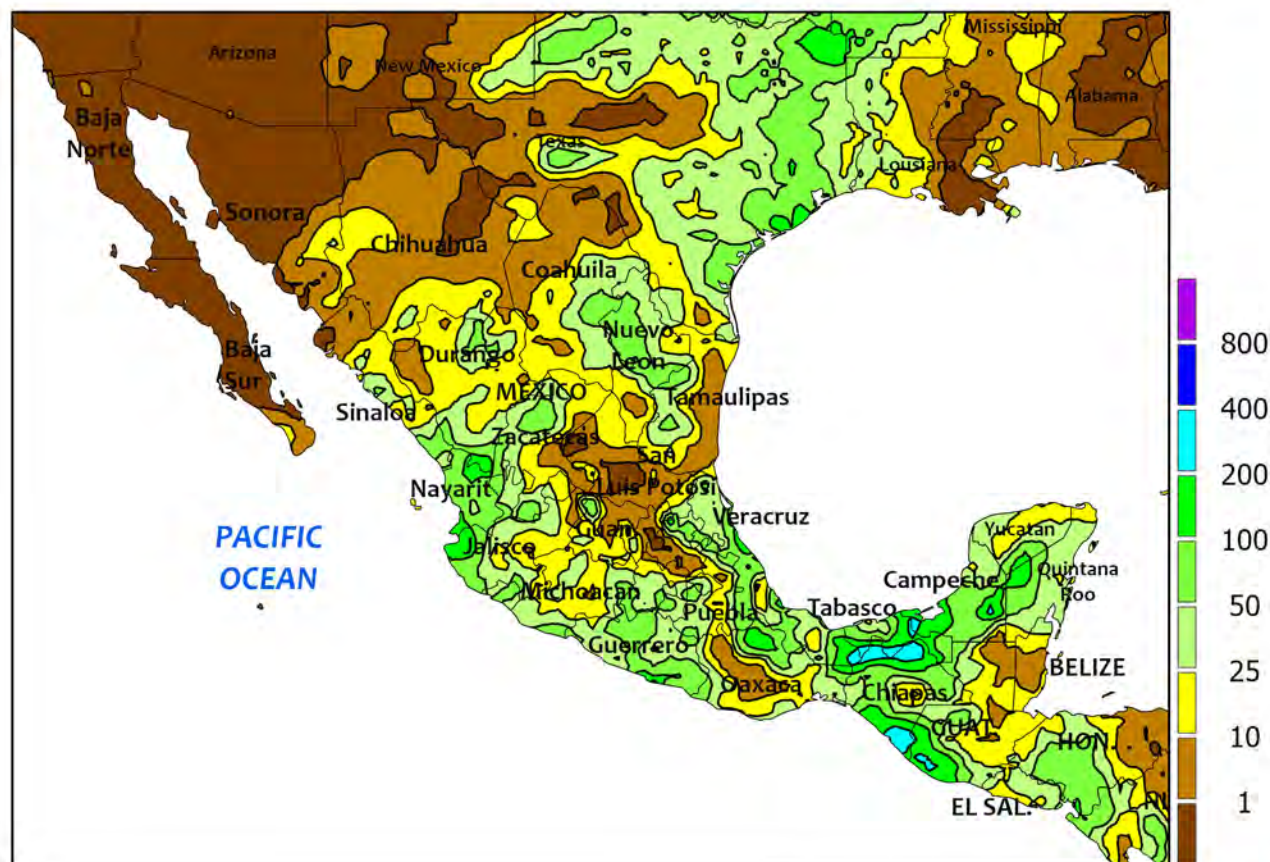 Mississippi
Arizona
New Mexico
Alabama
Baja
Norte
Texas
Lousiana
Sonora
Chihuahua
Coahuila
Nuevo
Leon
Durango
Baja
Sur
MEXICO
Tamaulipas
Sinaloa
Zacatecas
San
Luis Potosi
Nayarit
Veracruz
Guan.
Yucatan
PACIFIC
OCEAN
Jalisco
Campeche
Quintana
Roo
Michoacan
Tabasco
Puebla
Guerrero
BELIZE
Oaxaca
Chiapas
GUAT.
HON.
EL SAL.
NI
800
400
200
100
50
25
10
1